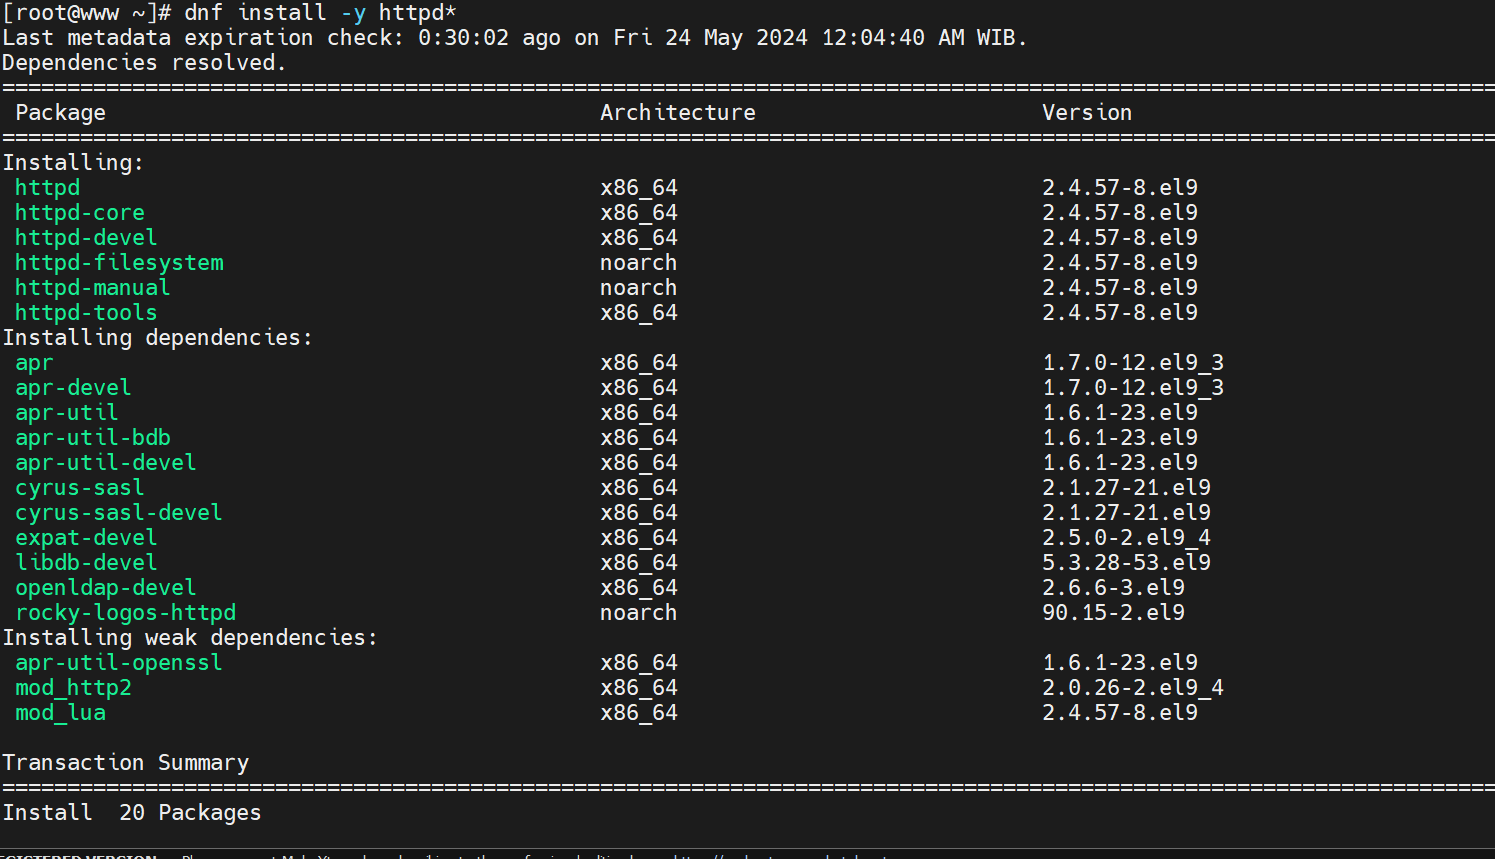 [root@www ~]# dnf install -y httpd*
Last metadata expiration check: 0:30:02 ago on Fri 24 May 2024 12:04:40 AM WIB.
Dependencies resolved.
===================================================================================================================
Package Architecture Version
===================================================================================================================
Installing:
httpd x86_64 2.4.57-8.el9
httpd-core x86_64 2.4.57-8.el9
httpd-devel x86_64 2.4.57-8.el9
httpd-filesystem noarch 2.4.57-8.el9
httpd-manual noarch 2.4.57-8.el9
httpd-tools x86_64 2.4.57-8.el9
Installing dependencies:
apr x86_64 1.7.0-12.el9_3
apr-devel x86_64 1.7.0-12.el9_3
apr-util x86_64 1.6.1-23.el9
apr-util-bdb x86_64 1.6.1-23.el9
apr-util-devel x86_64 1.6.1-23.el9
cyrus-sasl x86_64 2.1.27-21.el9
cyrus-sasl-devel x86_64 2.1.27-21.el9
expat-devel x86_64 2.5.0-2.el9_4
libdb-devel x86_64 5.3.28-53.el9
openldap-devel x86_64 2.6.6-3.el9
rocky-logos-httpd noarch 90.15-2.el9
Installing weak dependencies:
apr-util-openssl x86_64 1.6.1-23.el9
mod_http2 x86_64 2.0.26-2.el9_4
mod_lua x86_64 2.4.57-8.el9
Transaction Summary
===================================================================================================================
Install 20 Packages